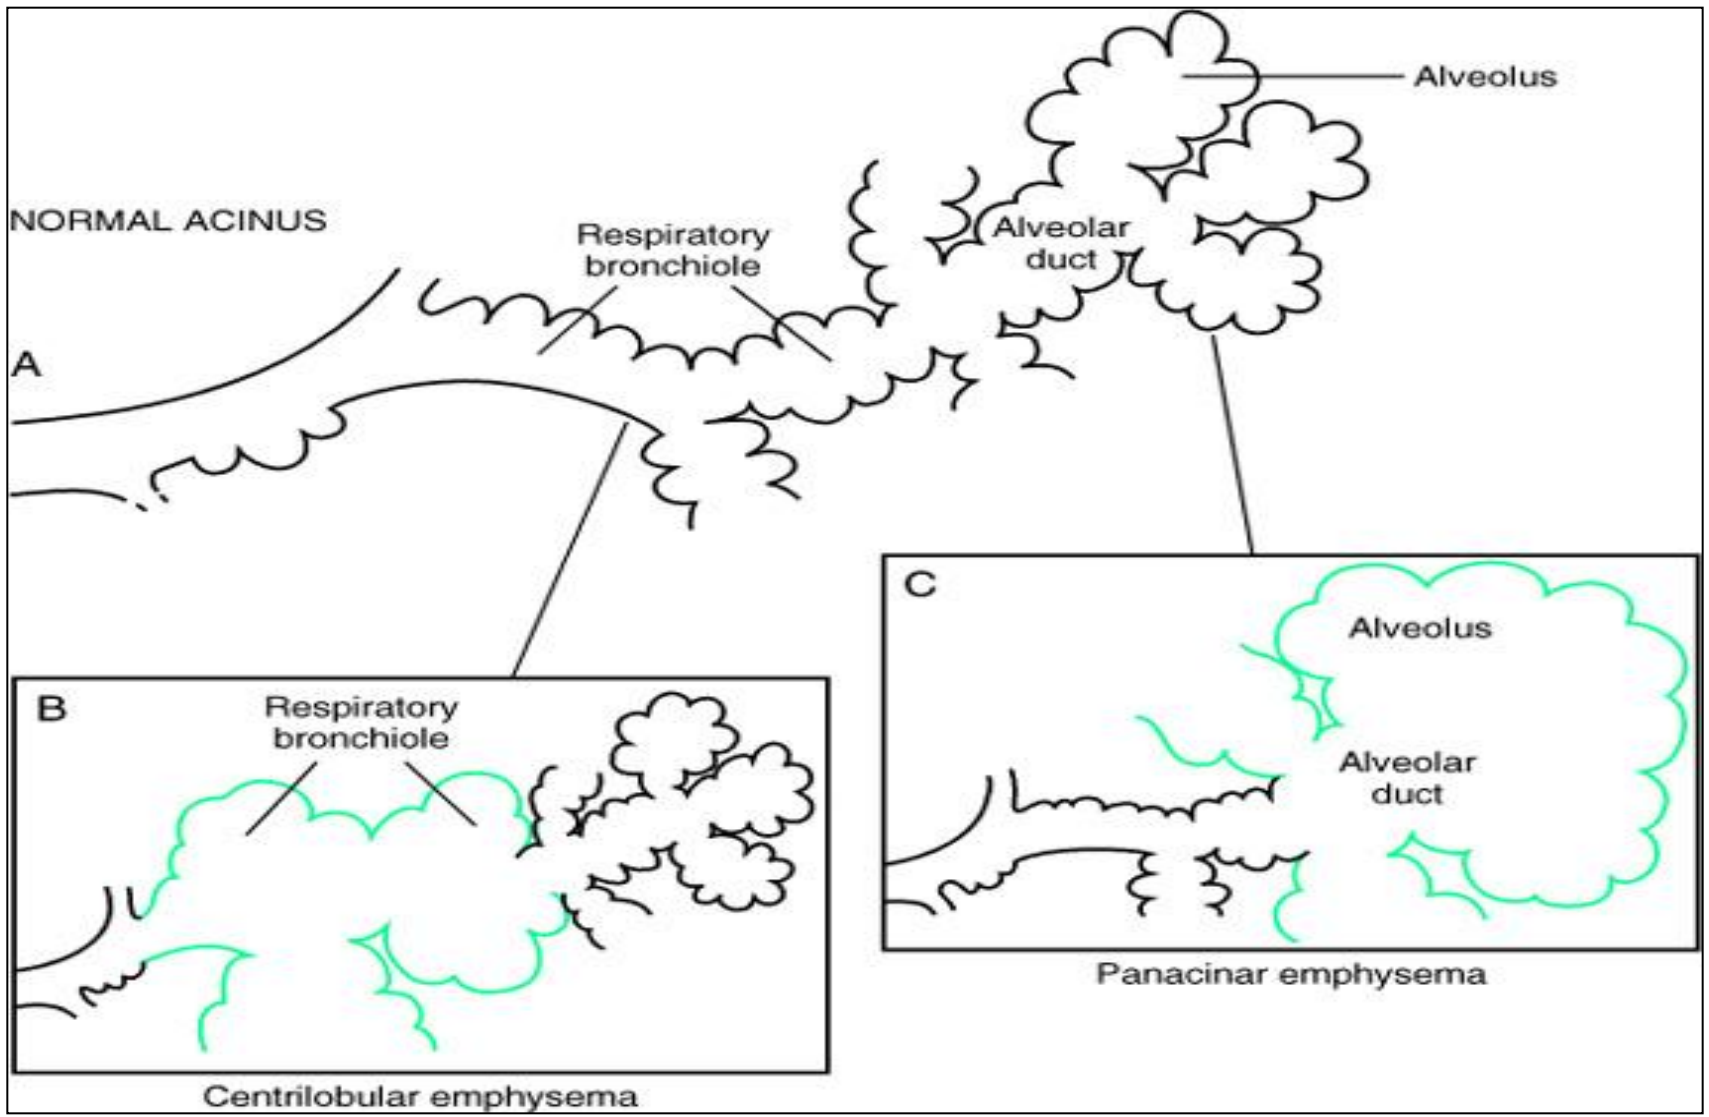 Alveolus
NORMAL ACINUS
Respiratory
bronchiole
Alveolar
duct
A
B
Respiratory
bronchiole
Centrilobular emphysema
C
Alveolus
Alveolar
duct
Panacinar emphysema